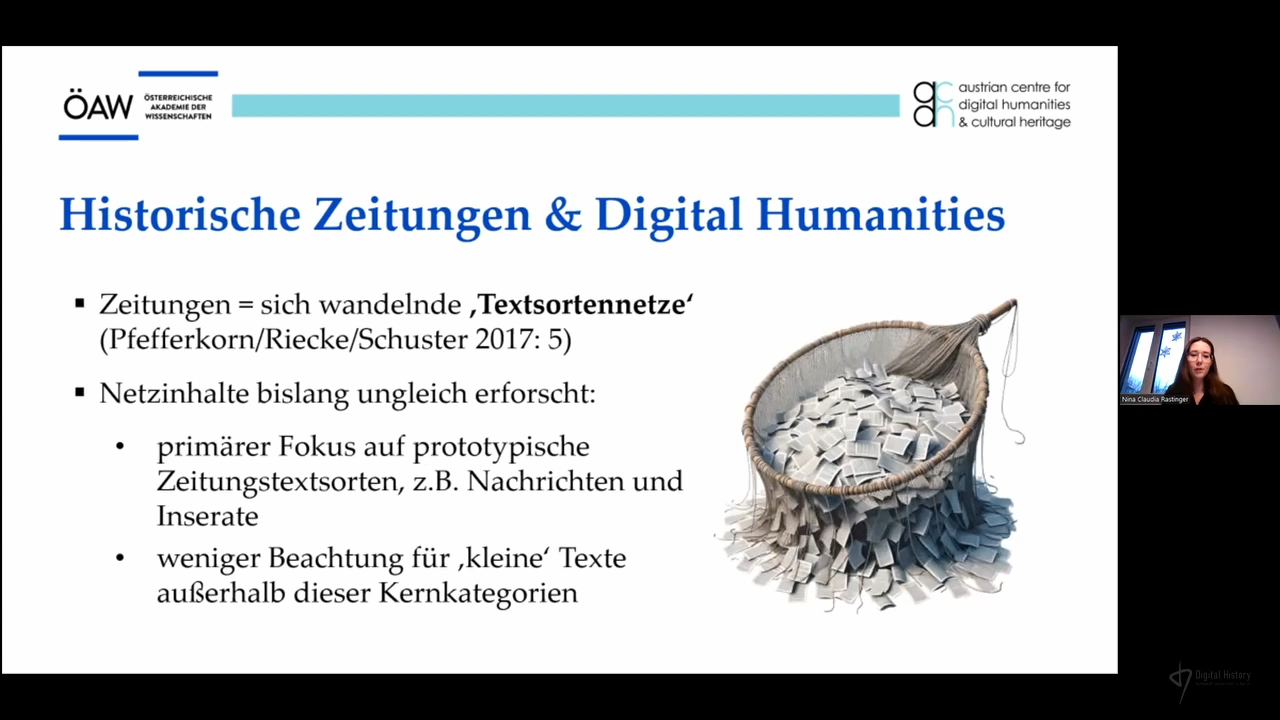 ÖAW
ÖSTERREICHISCHE
AKADEMIE DER
WISSENSCHAFTEN
acdh
austrian centre for
digital humanities
& cultural heritage
Historische Zeitungen & Digital Humanities
▪ Zeitungen = sich wandelnde ‚Textsortennetze‘
(Pfefferkorn/Riecke/Schuster 2017: 5)
▪ Netzinhalte bislang ungleich erforscht:
• primärer Fokus auf prototypische
Zeitungstextsorten, z.B. Nachrichten und
Inserate
• weniger Beachtung für ‚kleine‘ Texte
außerhalb dieser Kernkategorien
Nina Claudia Rastinger
Digital History